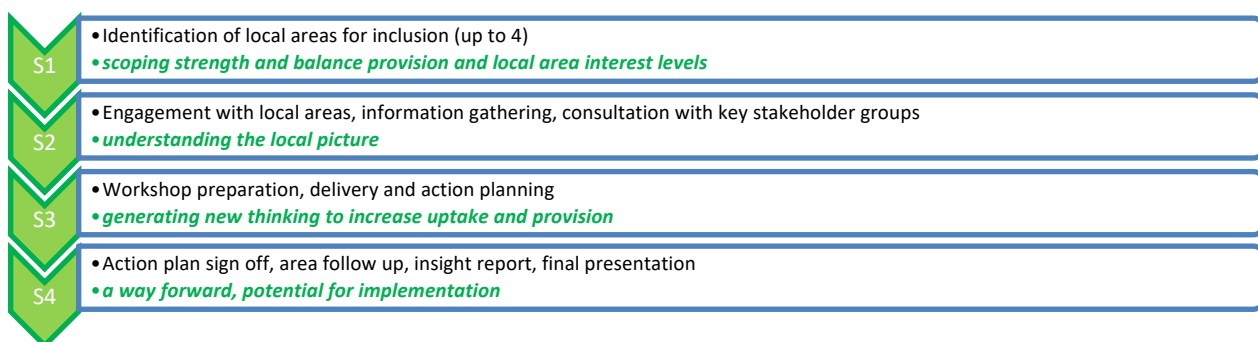 S1
•Identification of local areas for inclusion (up to 4)
•scoping strength and balance provision and local area interest levels
S2
•Engagement with local areas, information gathering, consultation with key stakeholder groups
•understanding the local picture
S3
•Workshop preparation, delivery and action planning
•generating new thinking to increase uptake and provision
S4
•Action plan sign off, area follow up, insight report, final presentation
•a way forward, potential for implementation